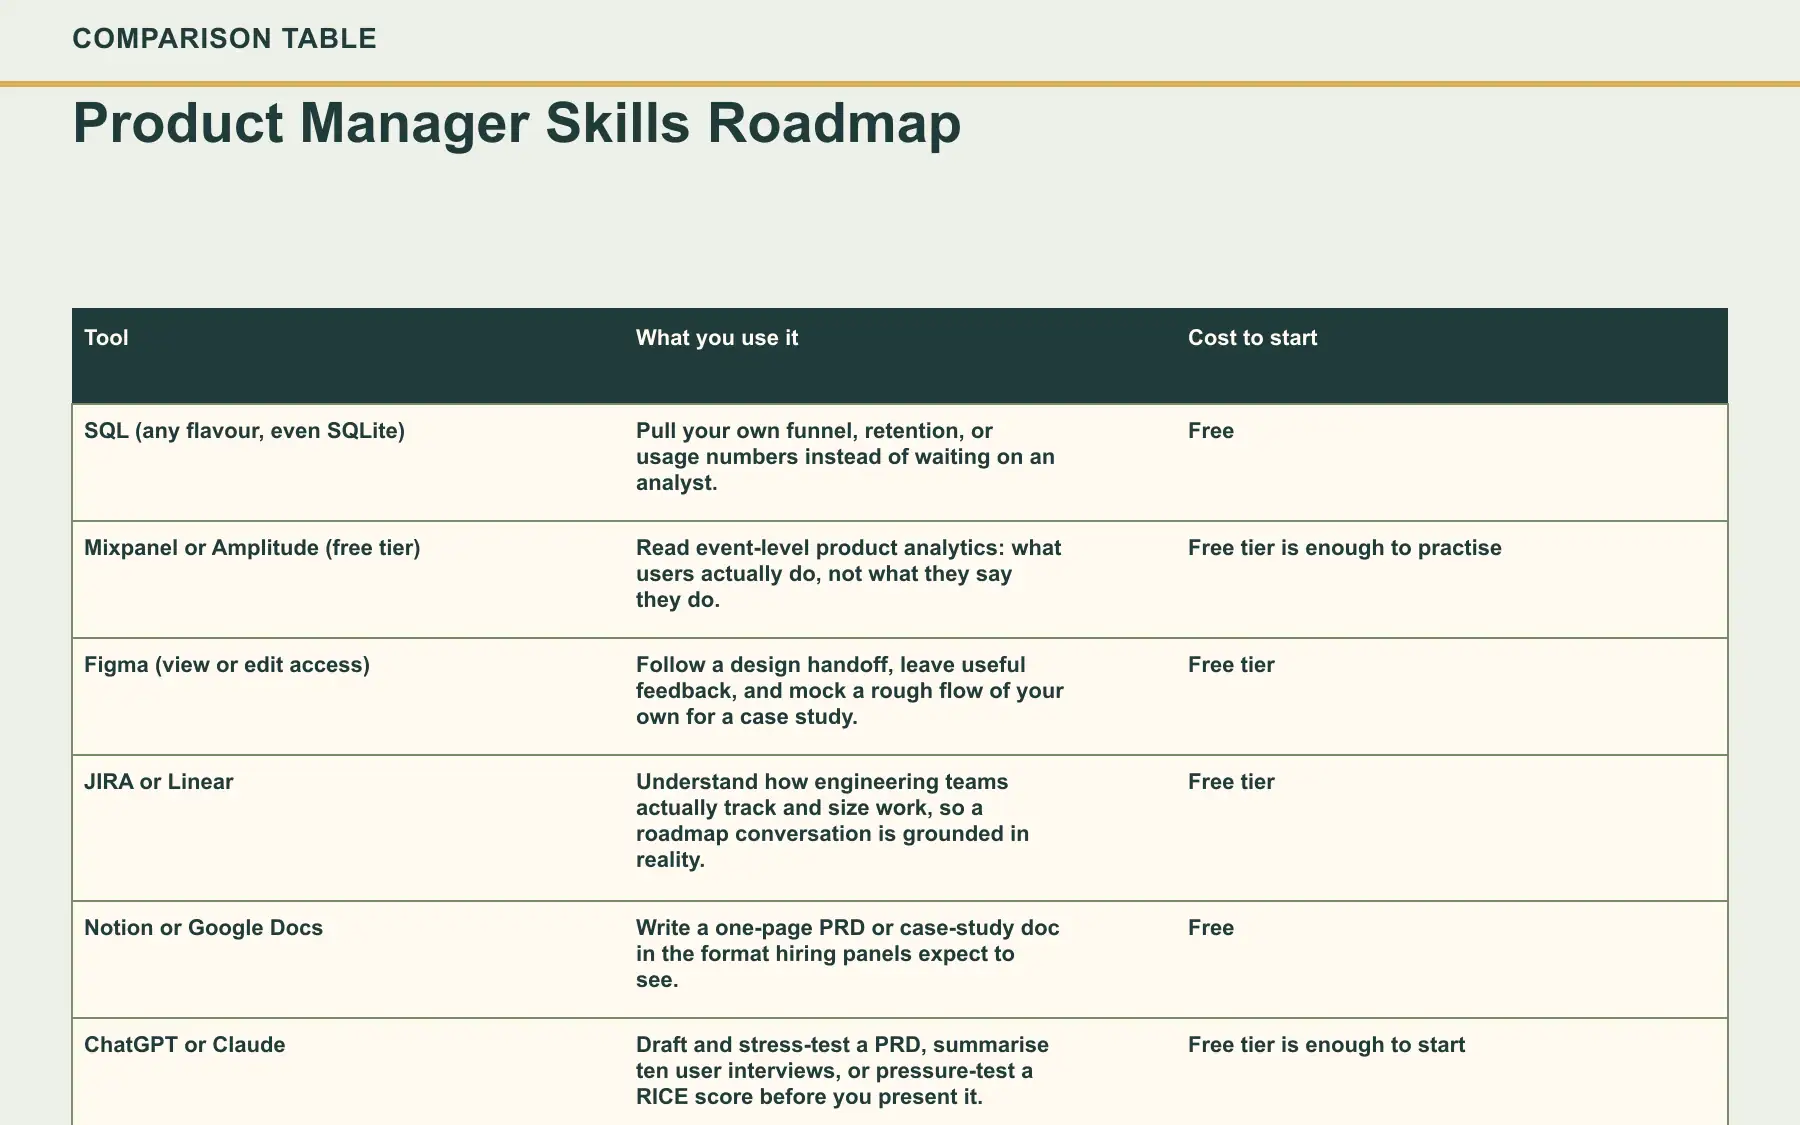 COMPARISON TABLE
Product Manager Skills Roadmap
Tool
What you use it
Cost to start
SQL (any flavour, even SQLite)
Pull your own funnel, retention, or
usage numbers instead of waiting on an
analyst.
Free
Mixpanel or Amplitude (free tier)
Read event-level product analytics: what
users actually do, not what they say
they do.
Free tier is enough to practise
Figma (view or edit access)
Follow a design handoff, leave useful
feedback, and mock a rough flow of your
own for a case study.
Free tier
JIRA or Linear
Understand how engineering teams
actually track and size work, so a
roadmap conversation is grounded in
reality.
Free tier
Notion or Google Docs
Write a one-page PRD or case-study doc
in the format hiring panels expect to
see.
Free
ChatGPT or Claude
Draft and stress-test a PRD, summarise
ten user interviews, or pressure-test a
RICE score before you present it.
Free tier is enough to start